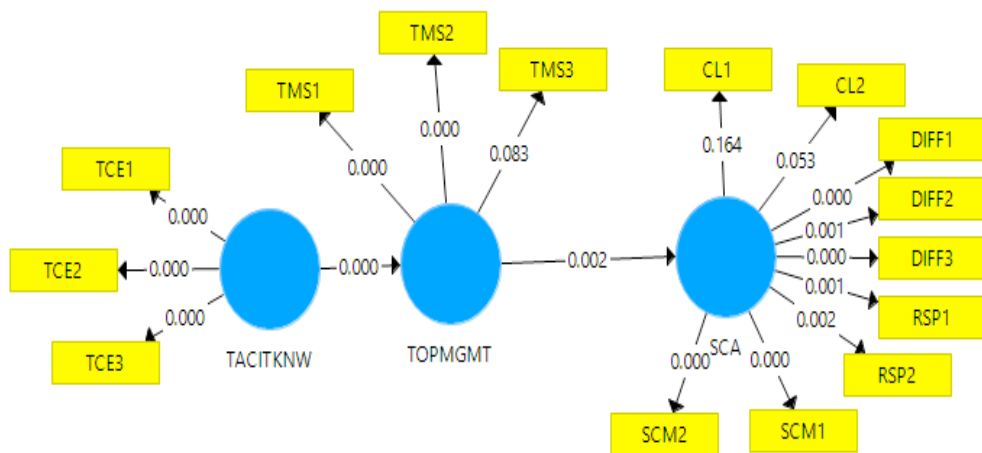 TMS2
TMS1
TMS3
CL1
CL2
DIFF1
DIFF2
DIFF3
RSP1
RSP2
SCM1
SCM2
TCE1
TCE2
TCE3
0.000
0.000
0.083
0.164
0.053
0.000
0.001
0.000
0.001
0.002
0.000
0.000
0.000
0.000
0.000
0.000
0.002
TACITKNW
TOPMGMT
SCA